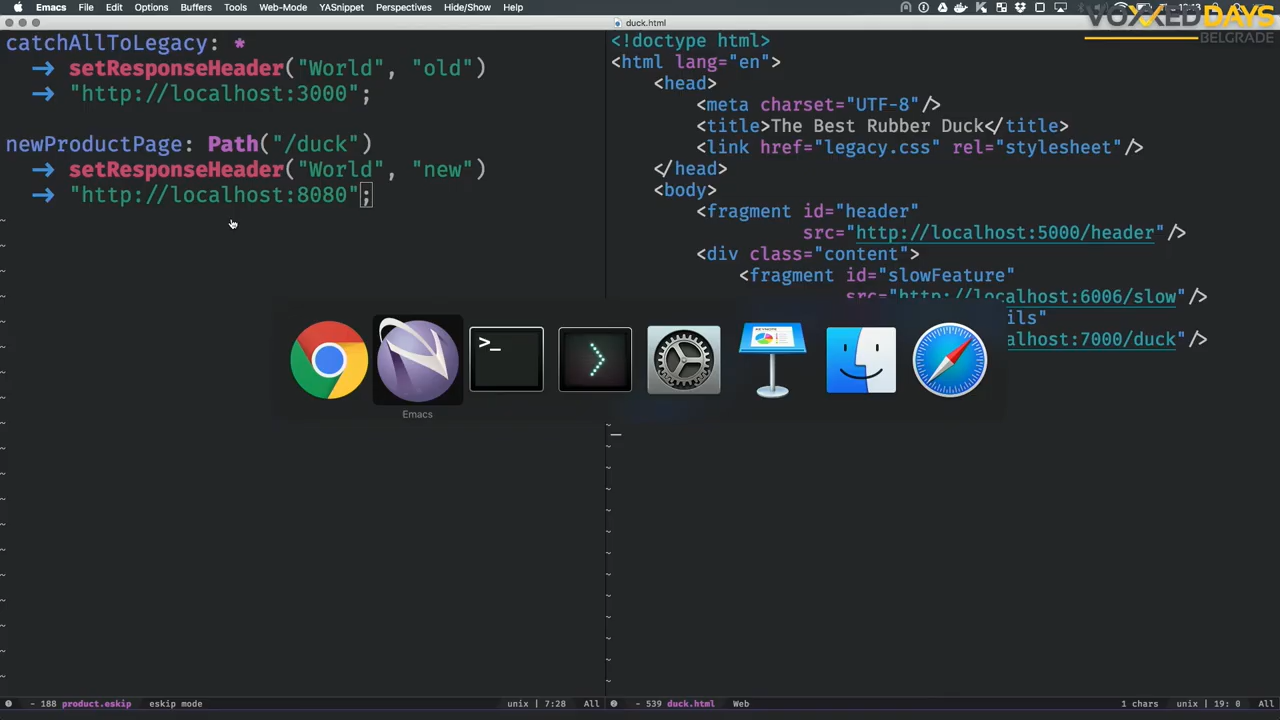 Emacs File Edit Options Buffers Tools Web-Mode YASnippet Perspectives Hide/Show Help
duck.html
VOXXEDDAYS
BELGRADE
catchAllToLegacy: *
→ setResponseHeader("World", "old")
→ "http://localhost:3000";
newProductPage: Path("/duck")
→ setResponseHeader("World", "new")
→ "http://localhost:8080";
<!doctype html>
<html lang="en">
<head>
<meta charset="UTF-8"/>
<title>The Best Rubber Duck</title>
<link href="legacy.css" rel="stylesheet"/>
</head>
<body>
<fragment id="header"
src="http://localhost:5000/header"/>
<div class="content">
<fragment id="slowFeature"
src="http://localhost:6006/slow"/>
ils"
alhost:7000/duck"/>
Emacs
- 188 product.eskip eskip mode unix | 7:28 All
- 539 duck.html Web 1 chars unix | 19: 0 All